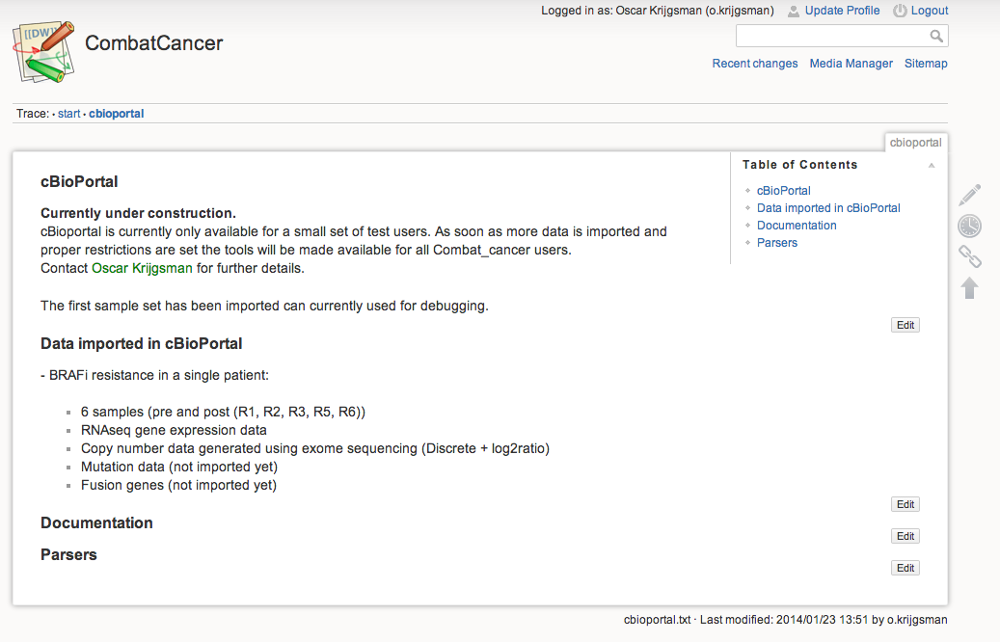 Logged in as: Oscar Krijgsman (o.krijgsman) Update Profile Logout
[[DW]]
CombatCancer
Recent changes Media Manager Sitemap
Trace: • start • cbioportal
cbioportal
Table of Contents
cBioPortal
Data imported in cBioPortal
Documentation
Parsers
cBioPortal
Currently under construction.
cBioportal is currently only available for a small set of test users. As soon as more data is imported and
proper restrictions are set the tools will be made available for all Combat_cancer users.
Contact Oscar Krijgsman for further details.
The first sample set has been imported can currently used for debugging.
Edit
Data imported in cBioPortal
- BRAFi resistance in a single patient:
6 samples (pre and post (R1, R2, R3, R5, R6))
RNAseq gene expression data
Copy number data generated using exome sequencing (Discrete + log2ratio)
Mutation data (not imported yet)
Fusion genes (not imported yet)
Edit
Documentation
Edit
Parsers
Edit
cbioportal.txt · Last modified: 2014/01/23 13:51 by o.krijgsman